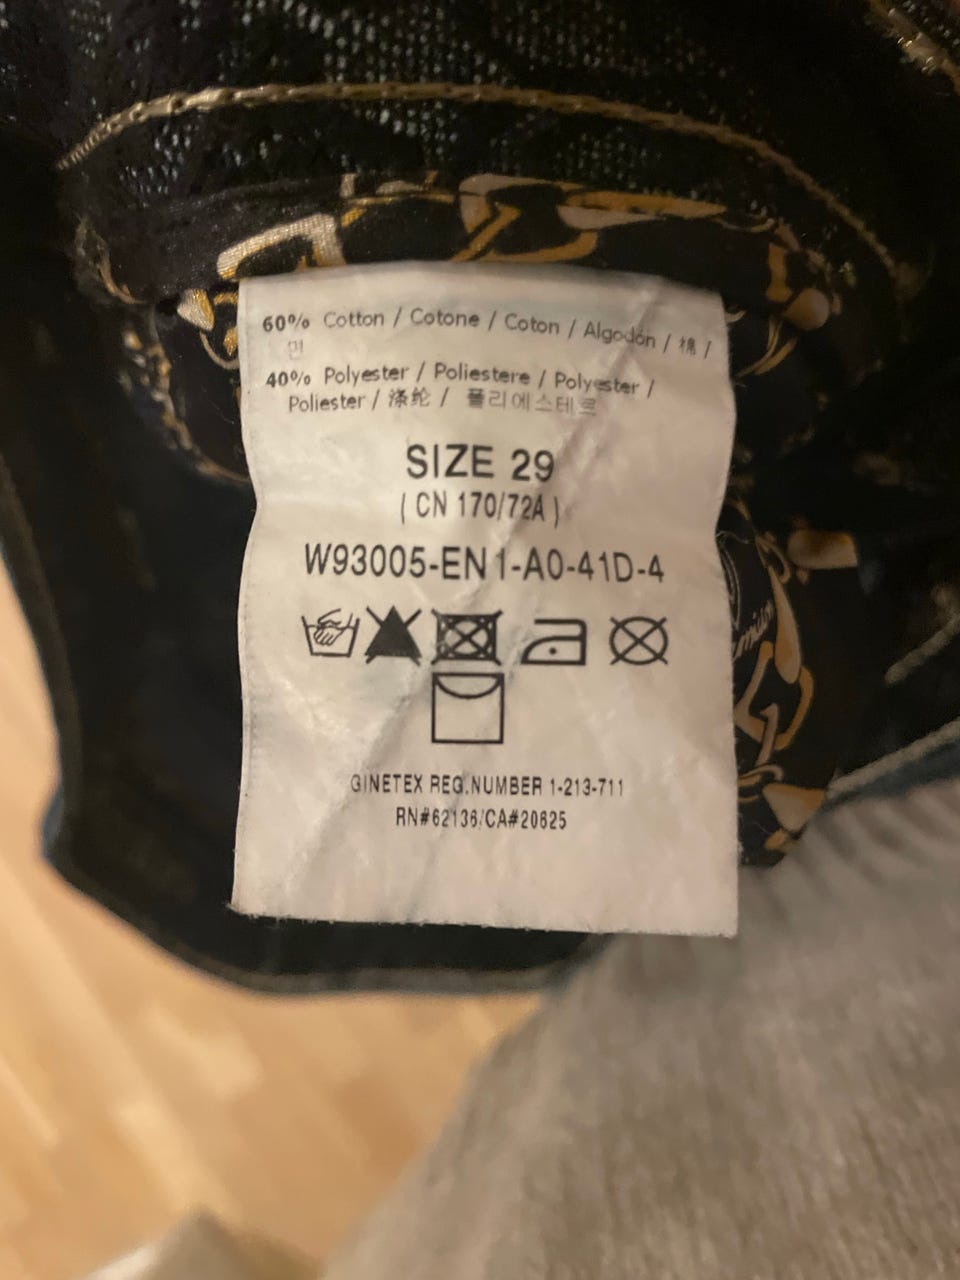 60% Cotton / Cotone / Coton / Algodón / 棉 /
면
40% Polyester / Poliestere / Polyester /
Poliester / 涤纶 / 폴리에스테르
SIZE 29
( CN 170/72A )
W93005-EN1-A0-41D-4
GINETEX REG.NUMBER 1-213-711
RN#62136/CA#20625